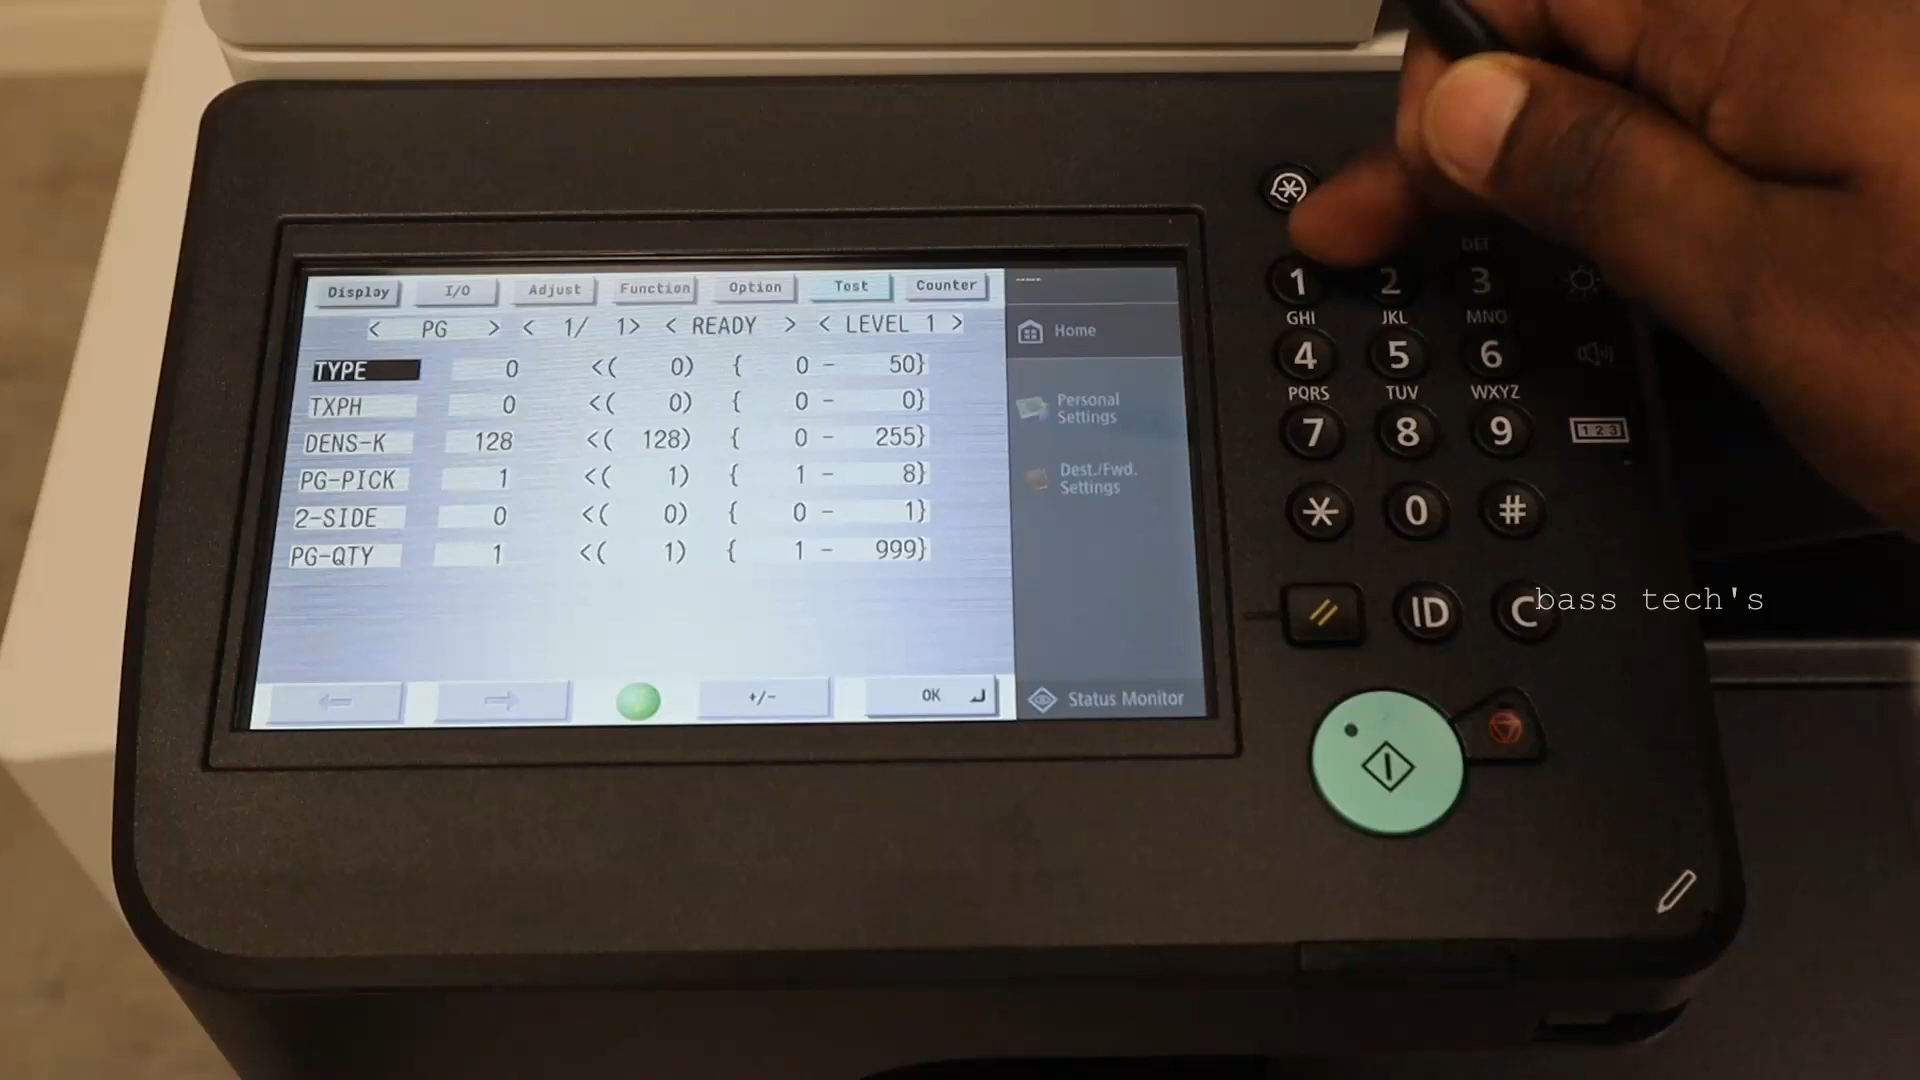 Display I/O Adjust Function Option Test Counter
< PG > < 1/ 1> < READY > < LEVEL 1 >
TYPE 0 <( 0) { 0 - 50}
TXPH 0 <( 0) { 0 - 0}
DENS-K 128 <( 128) { 0 - 255}
PG-PICK 1 <( 1) { 1 - 8}
2-SIDE 0 <( 0) { 0 - 1}
PG-QTY 1 <( 1) { 1 - 999}
+/- OK
Home
Personal
Settings
Dest./Fwd.
Settings
Status Monitor
DEF
1 2 3
GHI JKL MNO
4 5 6
PQRS TUV WXYZ
7 8 9
123
* 0 #
ID C
bass tech's